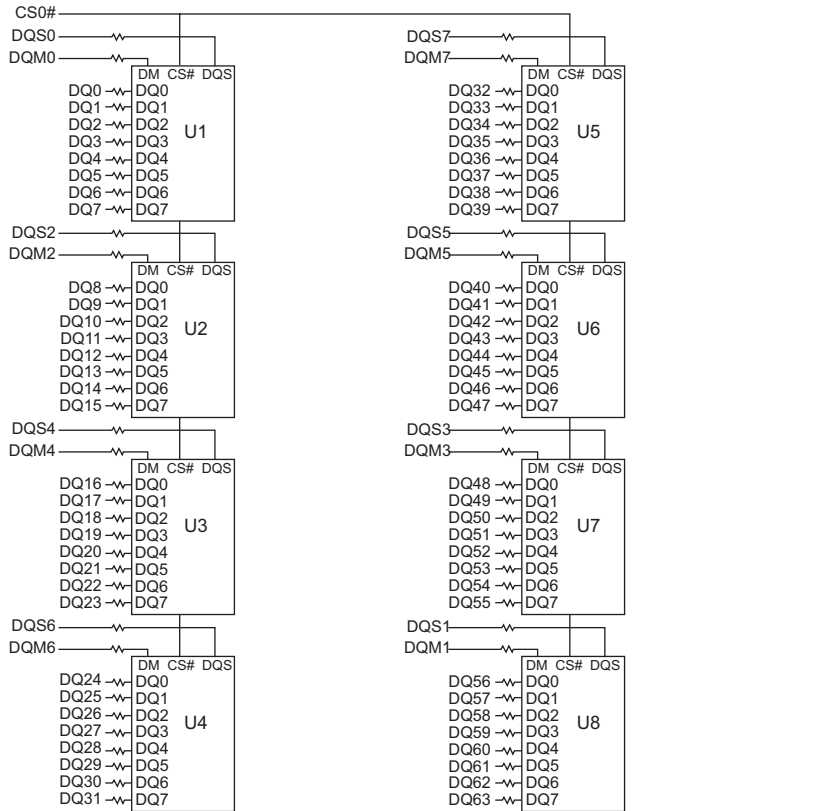 CS0#
DQS0
DQM0
DM CS# DQS
DQ0 DQ0
DQ1 DQ1
DQ2 DQ2
DQ3 DQ3
DQ4 DQ4
DQ5 DQ5
DQ6 DQ6
DQ7 DQ7
U1
DQS2
DQM2
DM CS# DQS
DQ8 DQ0
DQ9 DQ1
DQ10 DQ2
DQ11 DQ3
DQ12 DQ4
DQ13 DQ5
DQ14 DQ6
DQ15 DQ7
U2
DQS4
DQM4
DM CS# DQS
DQ16 DQ0
DQ17 DQ1
DQ18 DQ2
DQ19 DQ3
DQ20 DQ4
DQ21 DQ5
DQ22 DQ6
DQ23 DQ7
U3
DQS6
DQM6
DM CS# DQS
DQ24 DQ0
DQ25 DQ1
DQ26 DQ2
DQ27 DQ3
DQ28 DQ4
DQ29 DQ5
DQ30 DQ6
DQ31 DQ7
U4
DQS7
DQM7
DM CS# DQS
DQ32 DQ0
DQ33 DQ1
DQ34 DQ2
DQ35 DQ3
DQ36 DQ4
DQ37 DQ5
DQ38 DQ6
DQ39 DQ7
U5
DQS5
DQM5
DM CS# DQS
DQ40 DQ0
DQ41 DQ1
DQ42 DQ2
DQ43 DQ3
DQ44 DQ4
DQ45 DQ5
DQ46 DQ6
DQ47 DQ7
U6
DQS3
DQM3
DM CS# DQS
DQ48 DQ0
DQ49 DQ1
DQ50 DQ2
DQ51 DQ3
DQ52 DQ4
DQ53 DQ5
DQ54 DQ6
DQ55 DQ7
U7
DQS1
DQM1
DM CS# DQS
DQ56 DQ0
DQ57 DQ1
DQ58 DQ2
DQ59 DQ3
DQ60 DQ4
DQ61 DQ5
DQ62 DQ6
DQ63 DQ7
U8